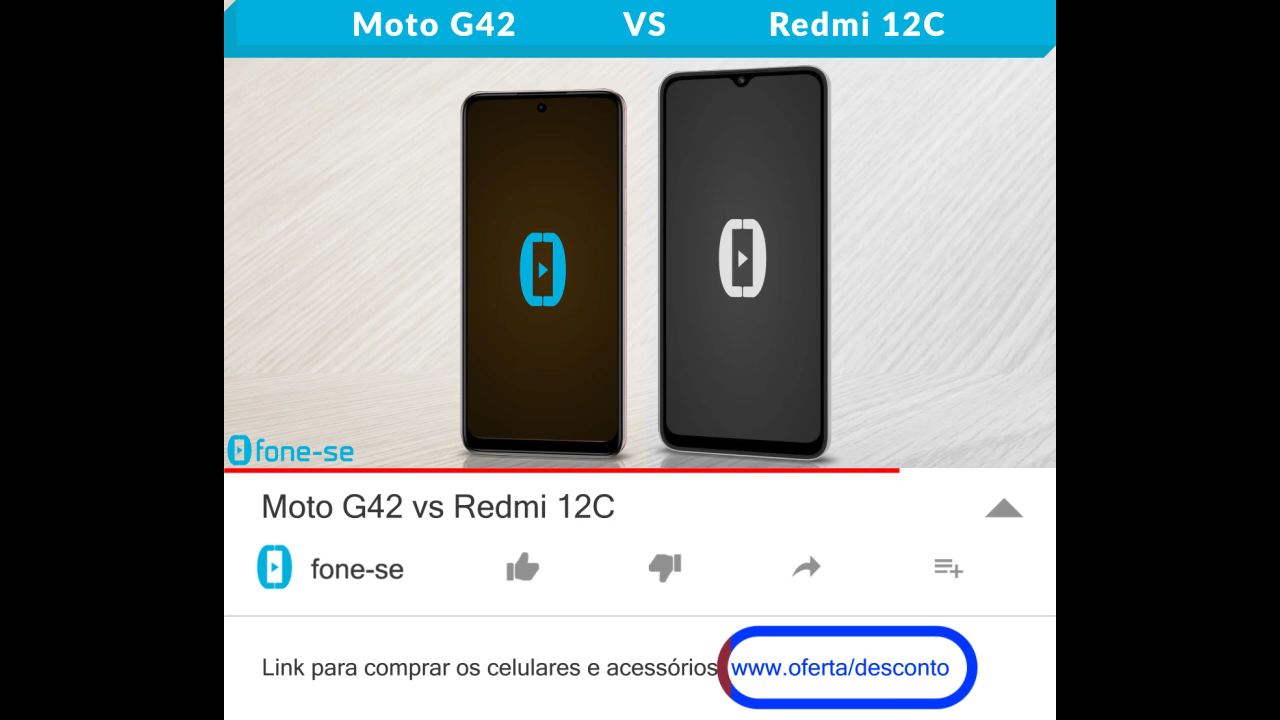 Moto G42 VS Redmi 12C
fone-se
Moto G42 vs Redmi 12C
fone-se
Link para comprar os celulares e acessórios www.oferta/desconto